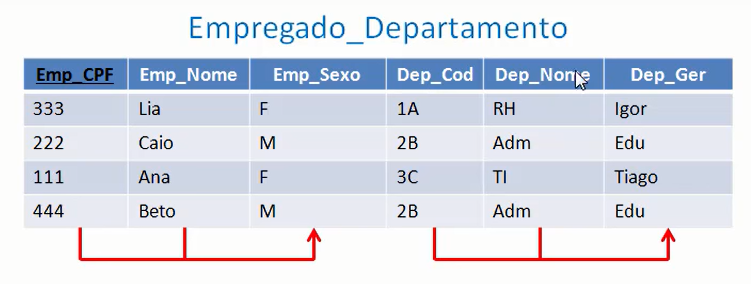 Empregado_Departamento
Emp_CPF Emp_Nome Emp_Sexo Dep_Cod Dep_Nome Dep_Ger
333 Lia F 1A RH Igor
222 Caio M 2B Adm Edu
111 Ana F 3C TI Tiago
444 Beto M 2B Adm Edu